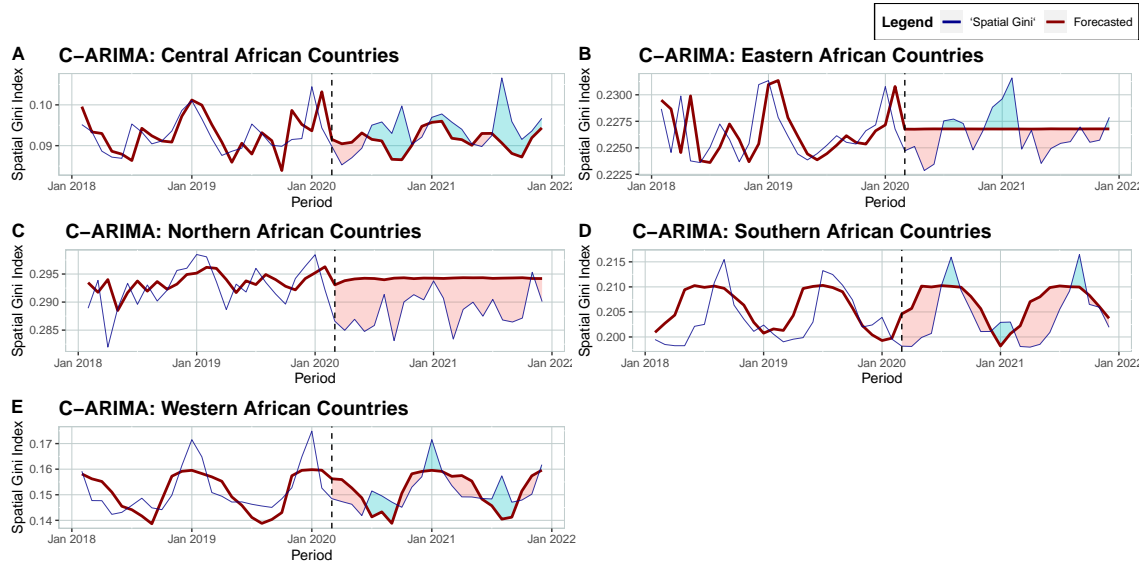 Legend 'Spatial Gini' Forecasted
A C−ARIMA: Central African Countries
Spatial Gini Index
0.10
0.09
Jan 2018 Jan 2019 Jan 2020 Jan 2021 Jan 2022
Period
B C−ARIMA: Eastern African Countries
Spatial Gini Index
0.2300
0.2275
0.2250
0.2225
Jan 2018 Jan 2019 Jan 2020 Jan 2021 Jan 2022
Period
C C−ARIMA: Northern African Countries
Spatial Gini Index
0.295
0.290
0.285
Jan 2018 Jan 2019 Jan 2020 Jan 2021 Jan 2022
Period
D C−ARIMA: Southern African Countries
Spatial Gini Index
0.215
0.210
0.205
0.200
Jan 2018 Jan 2019 Jan 2020 Jan 2021 Jan 2022
Period
E C−ARIMA: Western African Countries
Spatial Gini Index
0.17
0.16
0.15
0.14
Jan 2018 Jan 2019 Jan 2020 Jan 2021 Jan 2022
Period